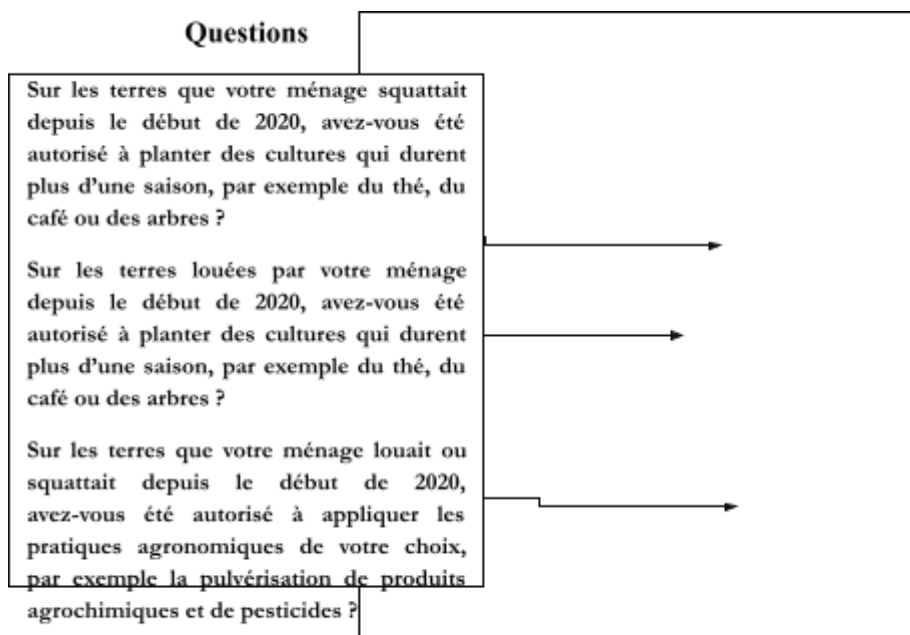 Questions
Sur les terres que votre ménage squattait
depuis le début de 2020, avez-vous été
autorisé à planter des cultures qui durent
plus d'une saison, par exemple du thé, du
café ou des arbres ?
Sur les terres louées par votre ménage
depuis le début de 2020, avez-vous été
autorisé à planter des cultures qui durent
plus d'une saison, par exemple du thé, du
café ou des arbres ?
Sur les terres que votre ménage louait ou
squattait depuis le début de 2020,
avez-vous été autorisé à appliquer les
pratiques agronomiques de votre choix,
par exemple la pulvérisation de produits
agrochimiques et de pesticides ?